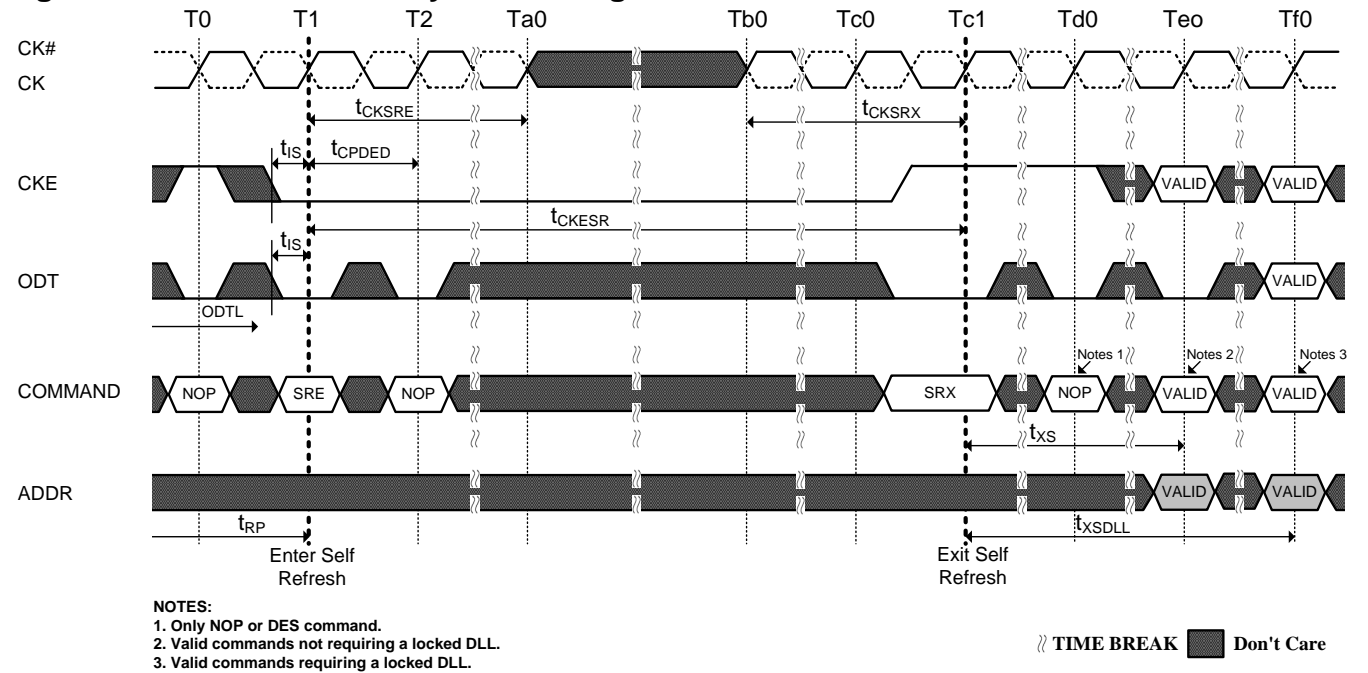 T0 T1 T2 Ta0 Tb0 Tc0 Tc1 Td0 Teo Tf0
CK#
CK
tCKSRE tCKSRX
tIS tCPDED
CKE
VALID VALID
tCKESR
tIS
ODT
VALID
ODTL
Notes 1 Notes 2 Notes 3
COMMAND
NOP SRE NOP SRX NOP VALID VALID
tXS
ADDR
VALID VALID
tRP tXSDLL
Enter Self
Refresh
Exit Self
Refresh
NOTES:
1. Only NOP or DES command.
2. Valid commands not requiring a locked DLL.
3. Valid commands requiring a locked DLL.
TIME BREAK Don't Care